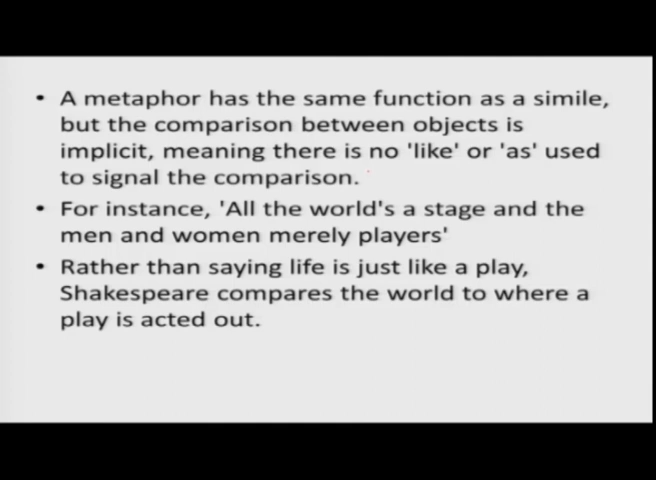 • A metaphor has the same function as a simile,
but the comparison between objects is
implicit, meaning there is no 'like' or 'as' used
to signal the comparison.
• For instance, 'All the world's a stage and the
men and women merely players'
• Rather than saying life is just like a play,
Shakespeare compares the world to where a
play is acted out.